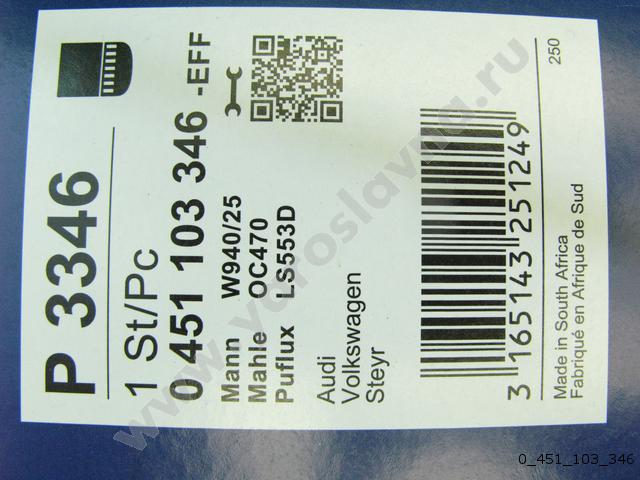 P 3346
1 St/Pc
0 451 103 346 -EFF
Mann W940/25
Mahle OC470
Puflux LS553D
Audi
Volkswagen
Steyr
3 165143 251249
Made in South Africa
Fabriqué en Afrique de Sud
250
www.yaroslavna.ru
0_451_103_346